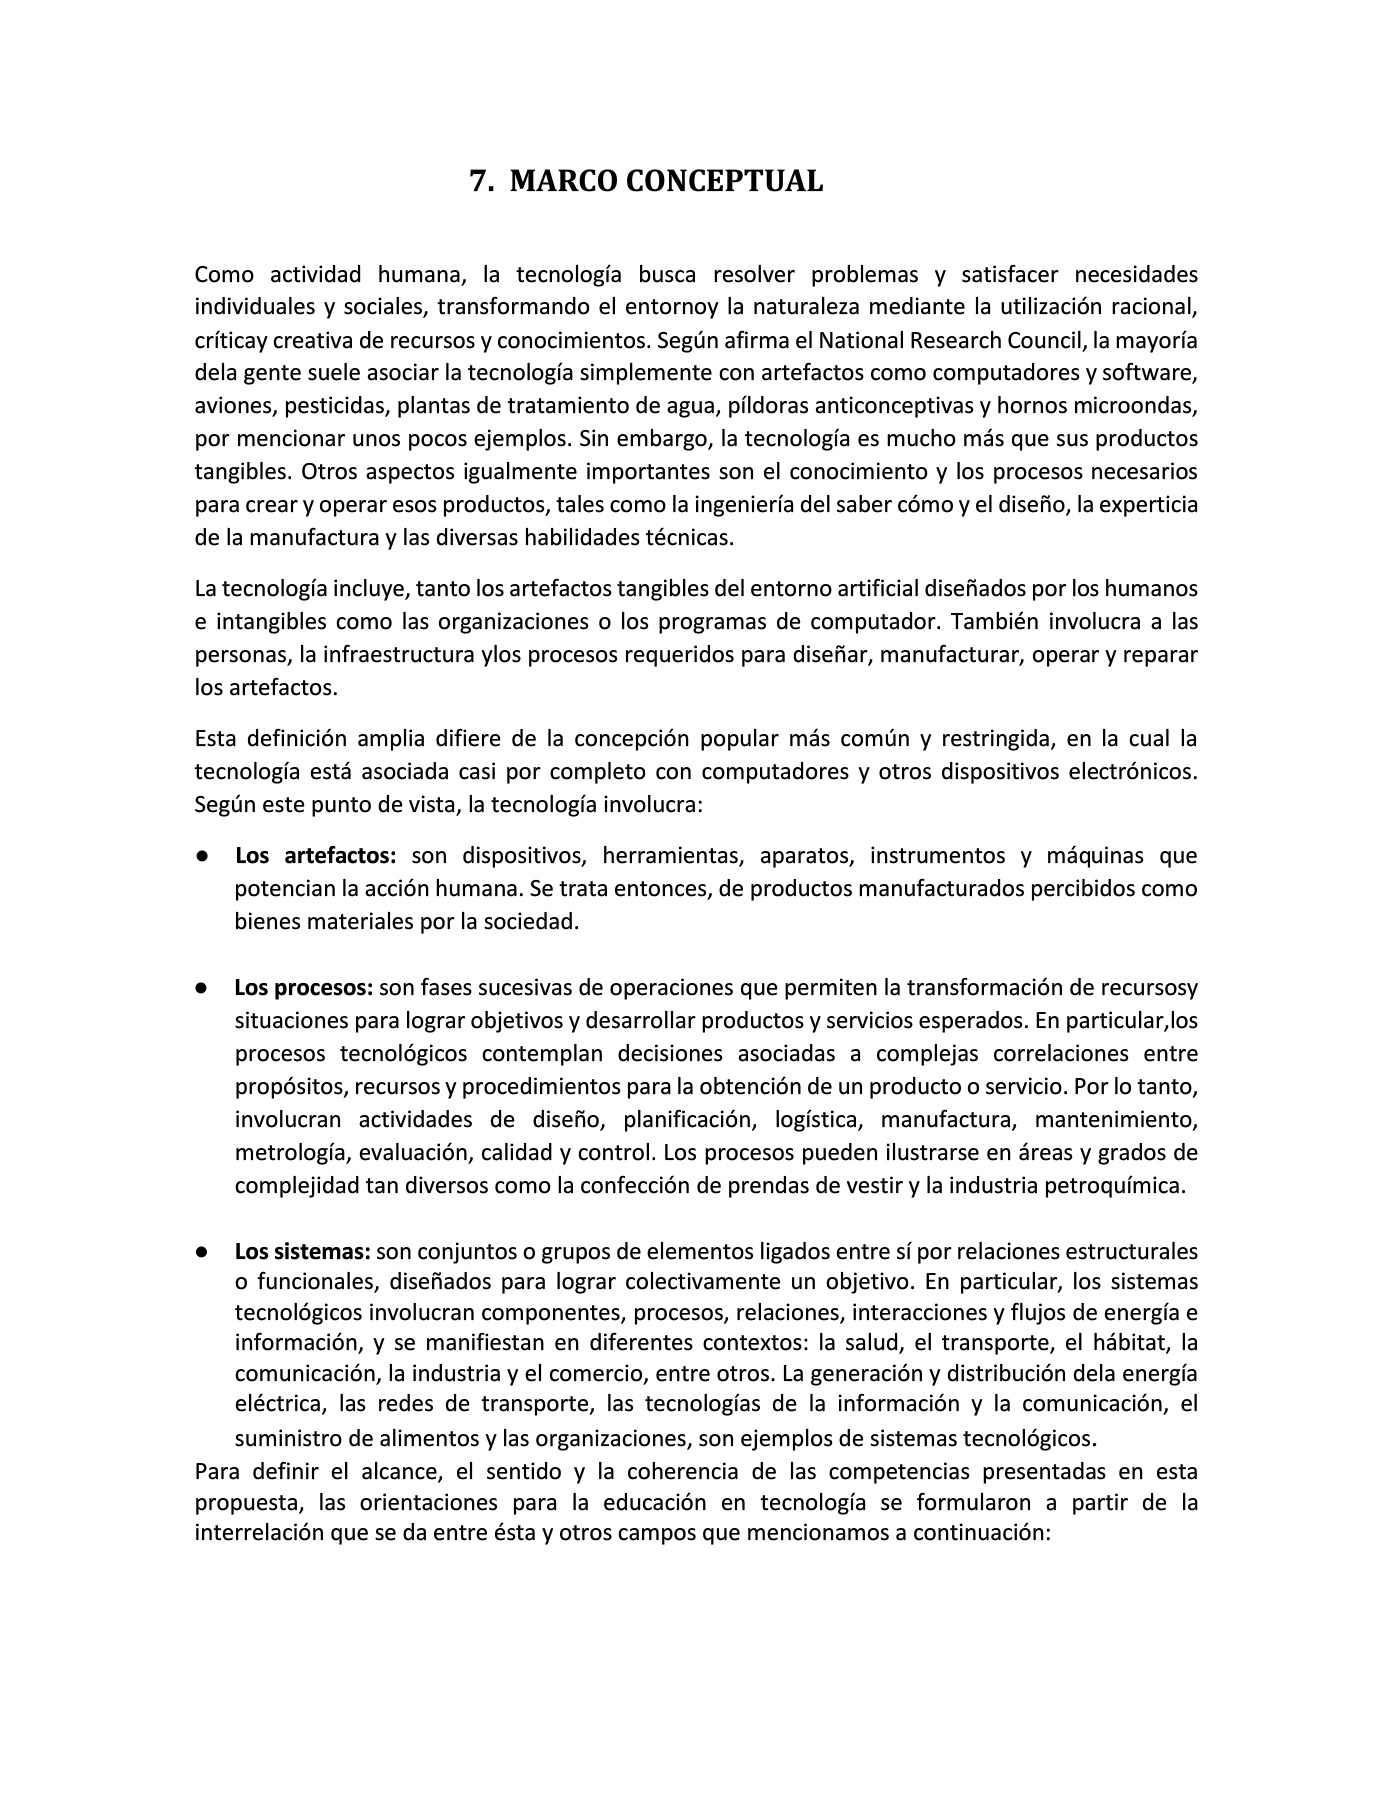 7. MARCO CONCEPTUAL
Como actividad humana, la tecnología busca resolver problemas y satisfacer necesidades
individuales y sociales, transformando el entornoy la naturaleza mediante la utilización racional,
críticay creativa de recursos y conocimientos. Según afirma el National Research Council, la mayoría
dela gente suele asociar la tecnología simplemente con artefactos como computadores y software,
aviones, pesticidas, plantas de tratamiento de agua, píldoras anticonceptivas y hornos microondas,
por mencionar unos pocos ejemplos. Sin embargo, la tecnología es mucho más que sus productos
tangibles. Otros aspectos igualmente importantes son el conocimiento y los procesos necesarios
para crear y operar esos productos, tales como la ingeniería del saber cómo y el diseño, la experticia
de la manufactura y las diversas habilidades técnicas.
La tecnología incluye, tanto los artefactos tangibles del entorno artificial diseñados por los humanos
e intangibles como las organizaciones o los programas de computador. También involucra a las
personas, la infraestructura ylos procesos requeridos para diseñar, manufacturar, operar y reparar
los artefactos.
Esta definición amplia difiere de la concepción popular más común y restringida, en la cual la
tecnología está asociada casi por completo con computadores y otros dispositivos electrónicos.
Según este punto de vista, la tecnología involucra:
● Los artefactos: son dispositivos, herramientas, aparatos, instrumentos y máquinas que
potencian la acción humana. Se trata entonces, de productos manufacturados percibidos como
bienes materiales por la sociedad.
● Los procesos: son fases sucesivas de operaciones que permiten la transformación de recursosy
situaciones para lograr objetivos y desarrollar productos y servicios esperados. En particular,los
procesos tecnológicos contemplan decisiones asociadas a complejas correlaciones entre
propósitos, recursos y procedimientos para la obtención de un producto o servicio. Por lo tanto,
involucran actividades de diseño, planificación, logística, manufactura, mantenimiento,
metrología, evaluación, calidad y control. Los procesos pueden ilustrarse en áreas y grados de
complejidad tan diversos como la confección de prendas de vestir y la industria petroquímica.
● Los sistemas: son conjuntos o grupos de elementos ligados entre sí por relaciones estructurales
o funcionales, diseñados para lograr colectivamente un objetivo. En particular, los sistemas
tecnológicos involucran componentes, procesos, relaciones, interacciones y flujos de energía e
información, y se manifiestan en diferentes contextos: la salud, el transporte, el hábitat, la
comunicación, la industria y el comercio, entre otros. La generación y distribución dela energía
eléctrica, las redes de transporte, las tecnologías de la información y la comunicación, el
suministro de alimentos y las organizaciones, son ejemplos de sistemas tecnológicos.
Para definir el alcance, el sentido y la coherencia de las competencias presentadas en esta
propuesta, las orientaciones para la educación en tecnología se formularon a partir de la
interrelación que se da entre ésta y otros campos que mencionamos a continuación: